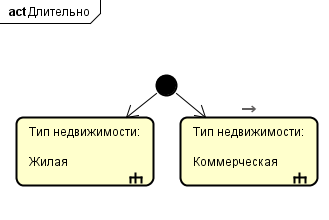 act Длительно
Тип недвижимости:
Жилая
Тип недвижимости:
Коммерческая